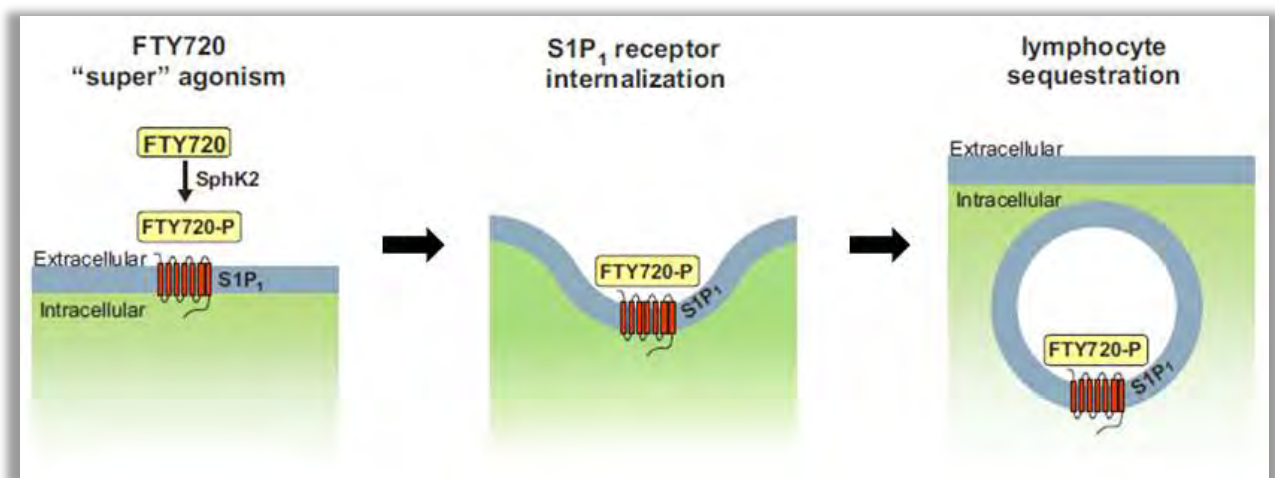 FTY720
“super” agonism
FTY720
SphK2
FTY720-P
Extracellular
S1P₁
Intracellular
S1P₁ receptor
internalization
FTY720-P
S1P₁
lymphocyte
sequestration
Extracellular
Intracellular
FTY720-P
S1P₁